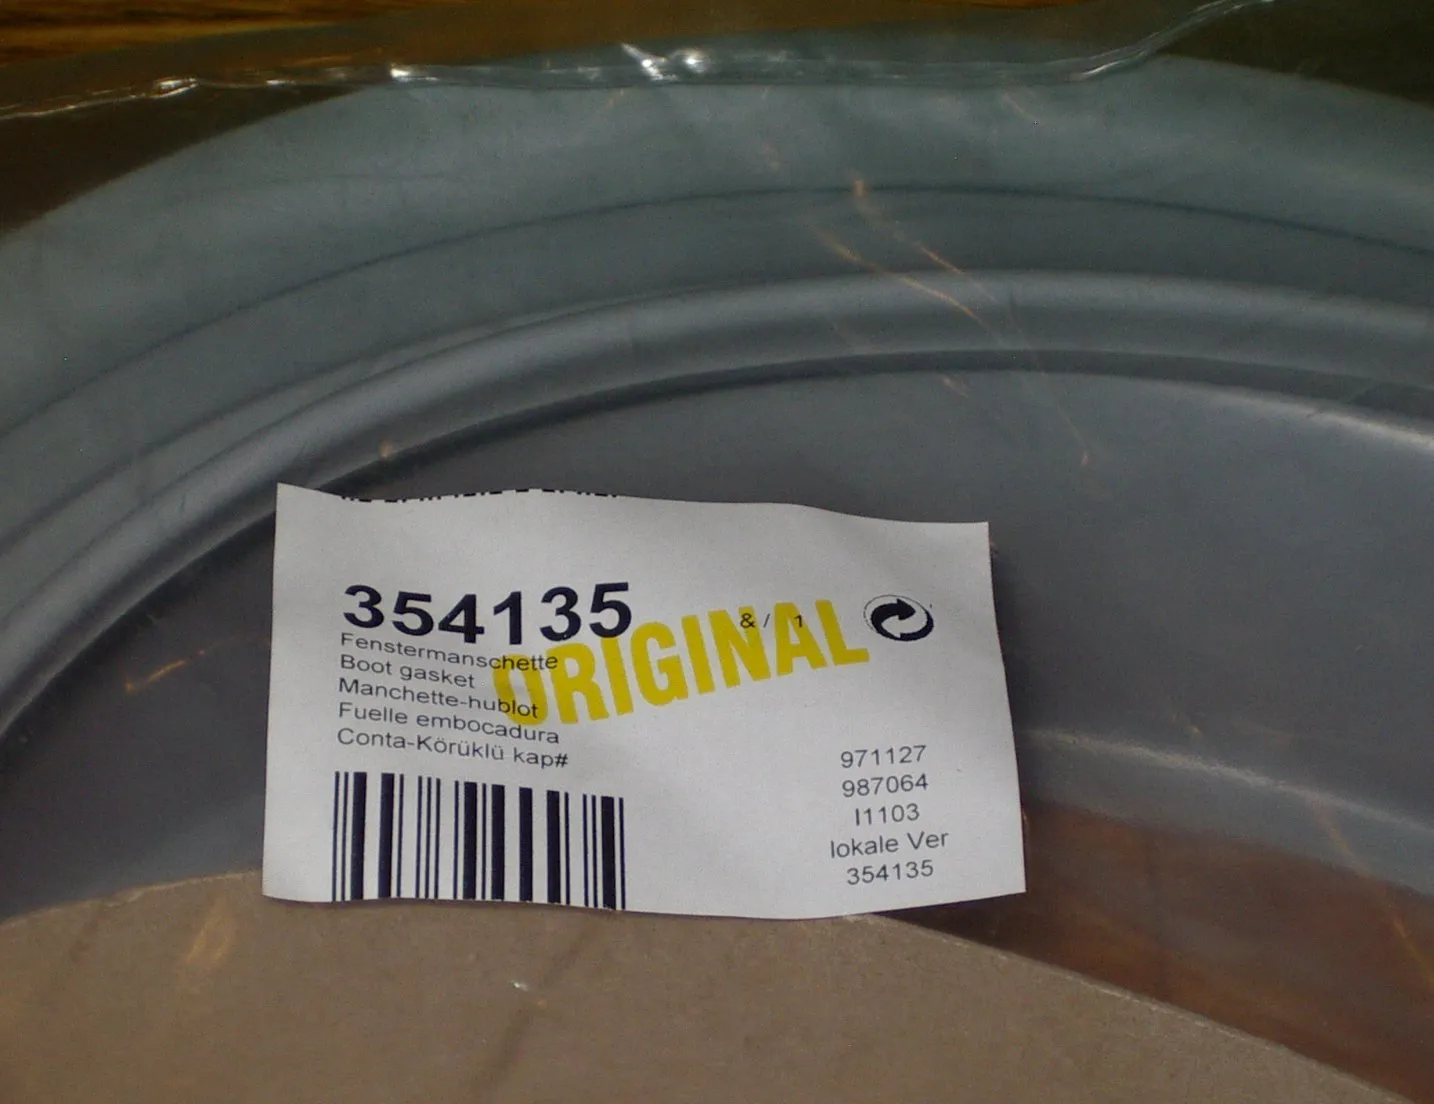 354135
Fenstermanschette
Boot gasket
Manchette-hublot
Fuelle embocadura
Conta-Körüklü kap#
ORIGINAL
& / 1
971127
987064
I1103
lokale Ver
354135